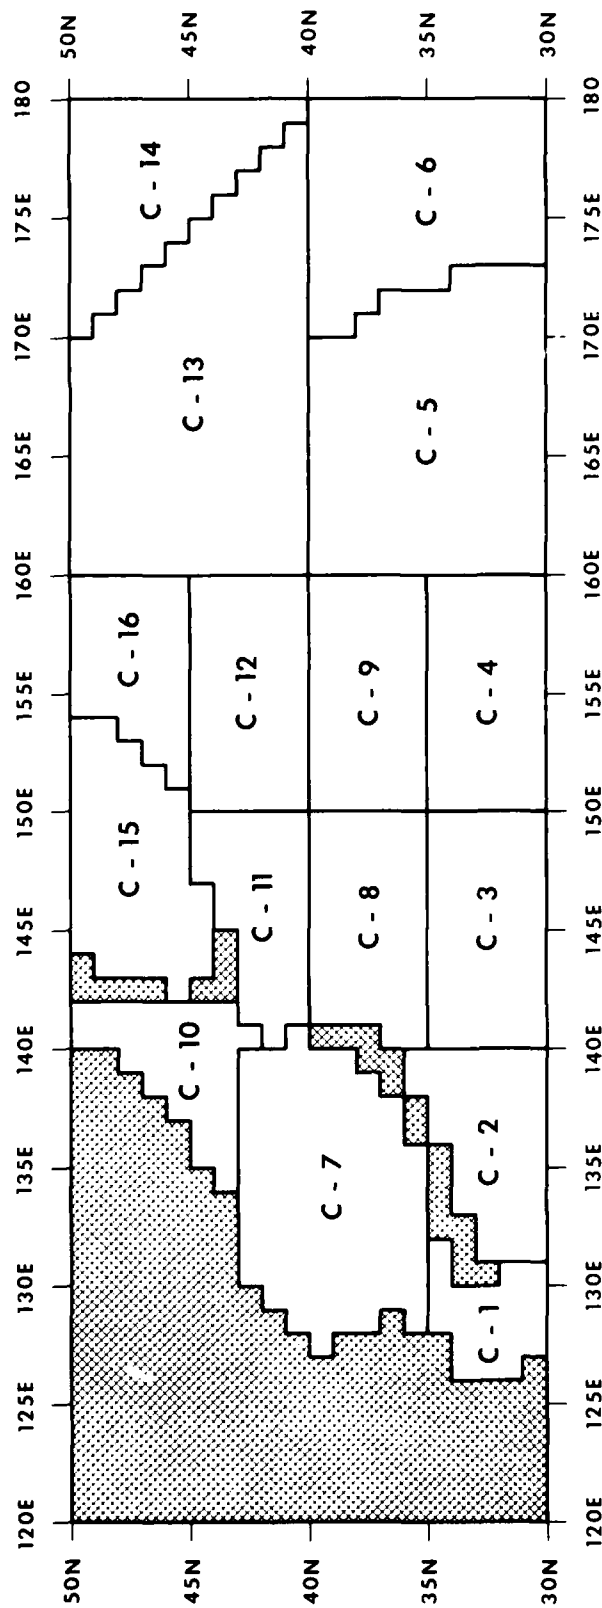 120E 125E 130E 135E 140E 145E 150E 155E 160E 165E 170E 175E 180
50N 50N
C - 15 C - 16 C - 14
45N C - 10 C - 13 45N
C - 11 C - 12
40N 40N
C - 7 C - 8 C - 9
35N C - 5 C - 6 35N
C - 1 C - 2 C - 3 C - 4
30N 30N
120E 125E 130E 135E 140E 145E 150E 155E 160E 165E 170E 175E 180